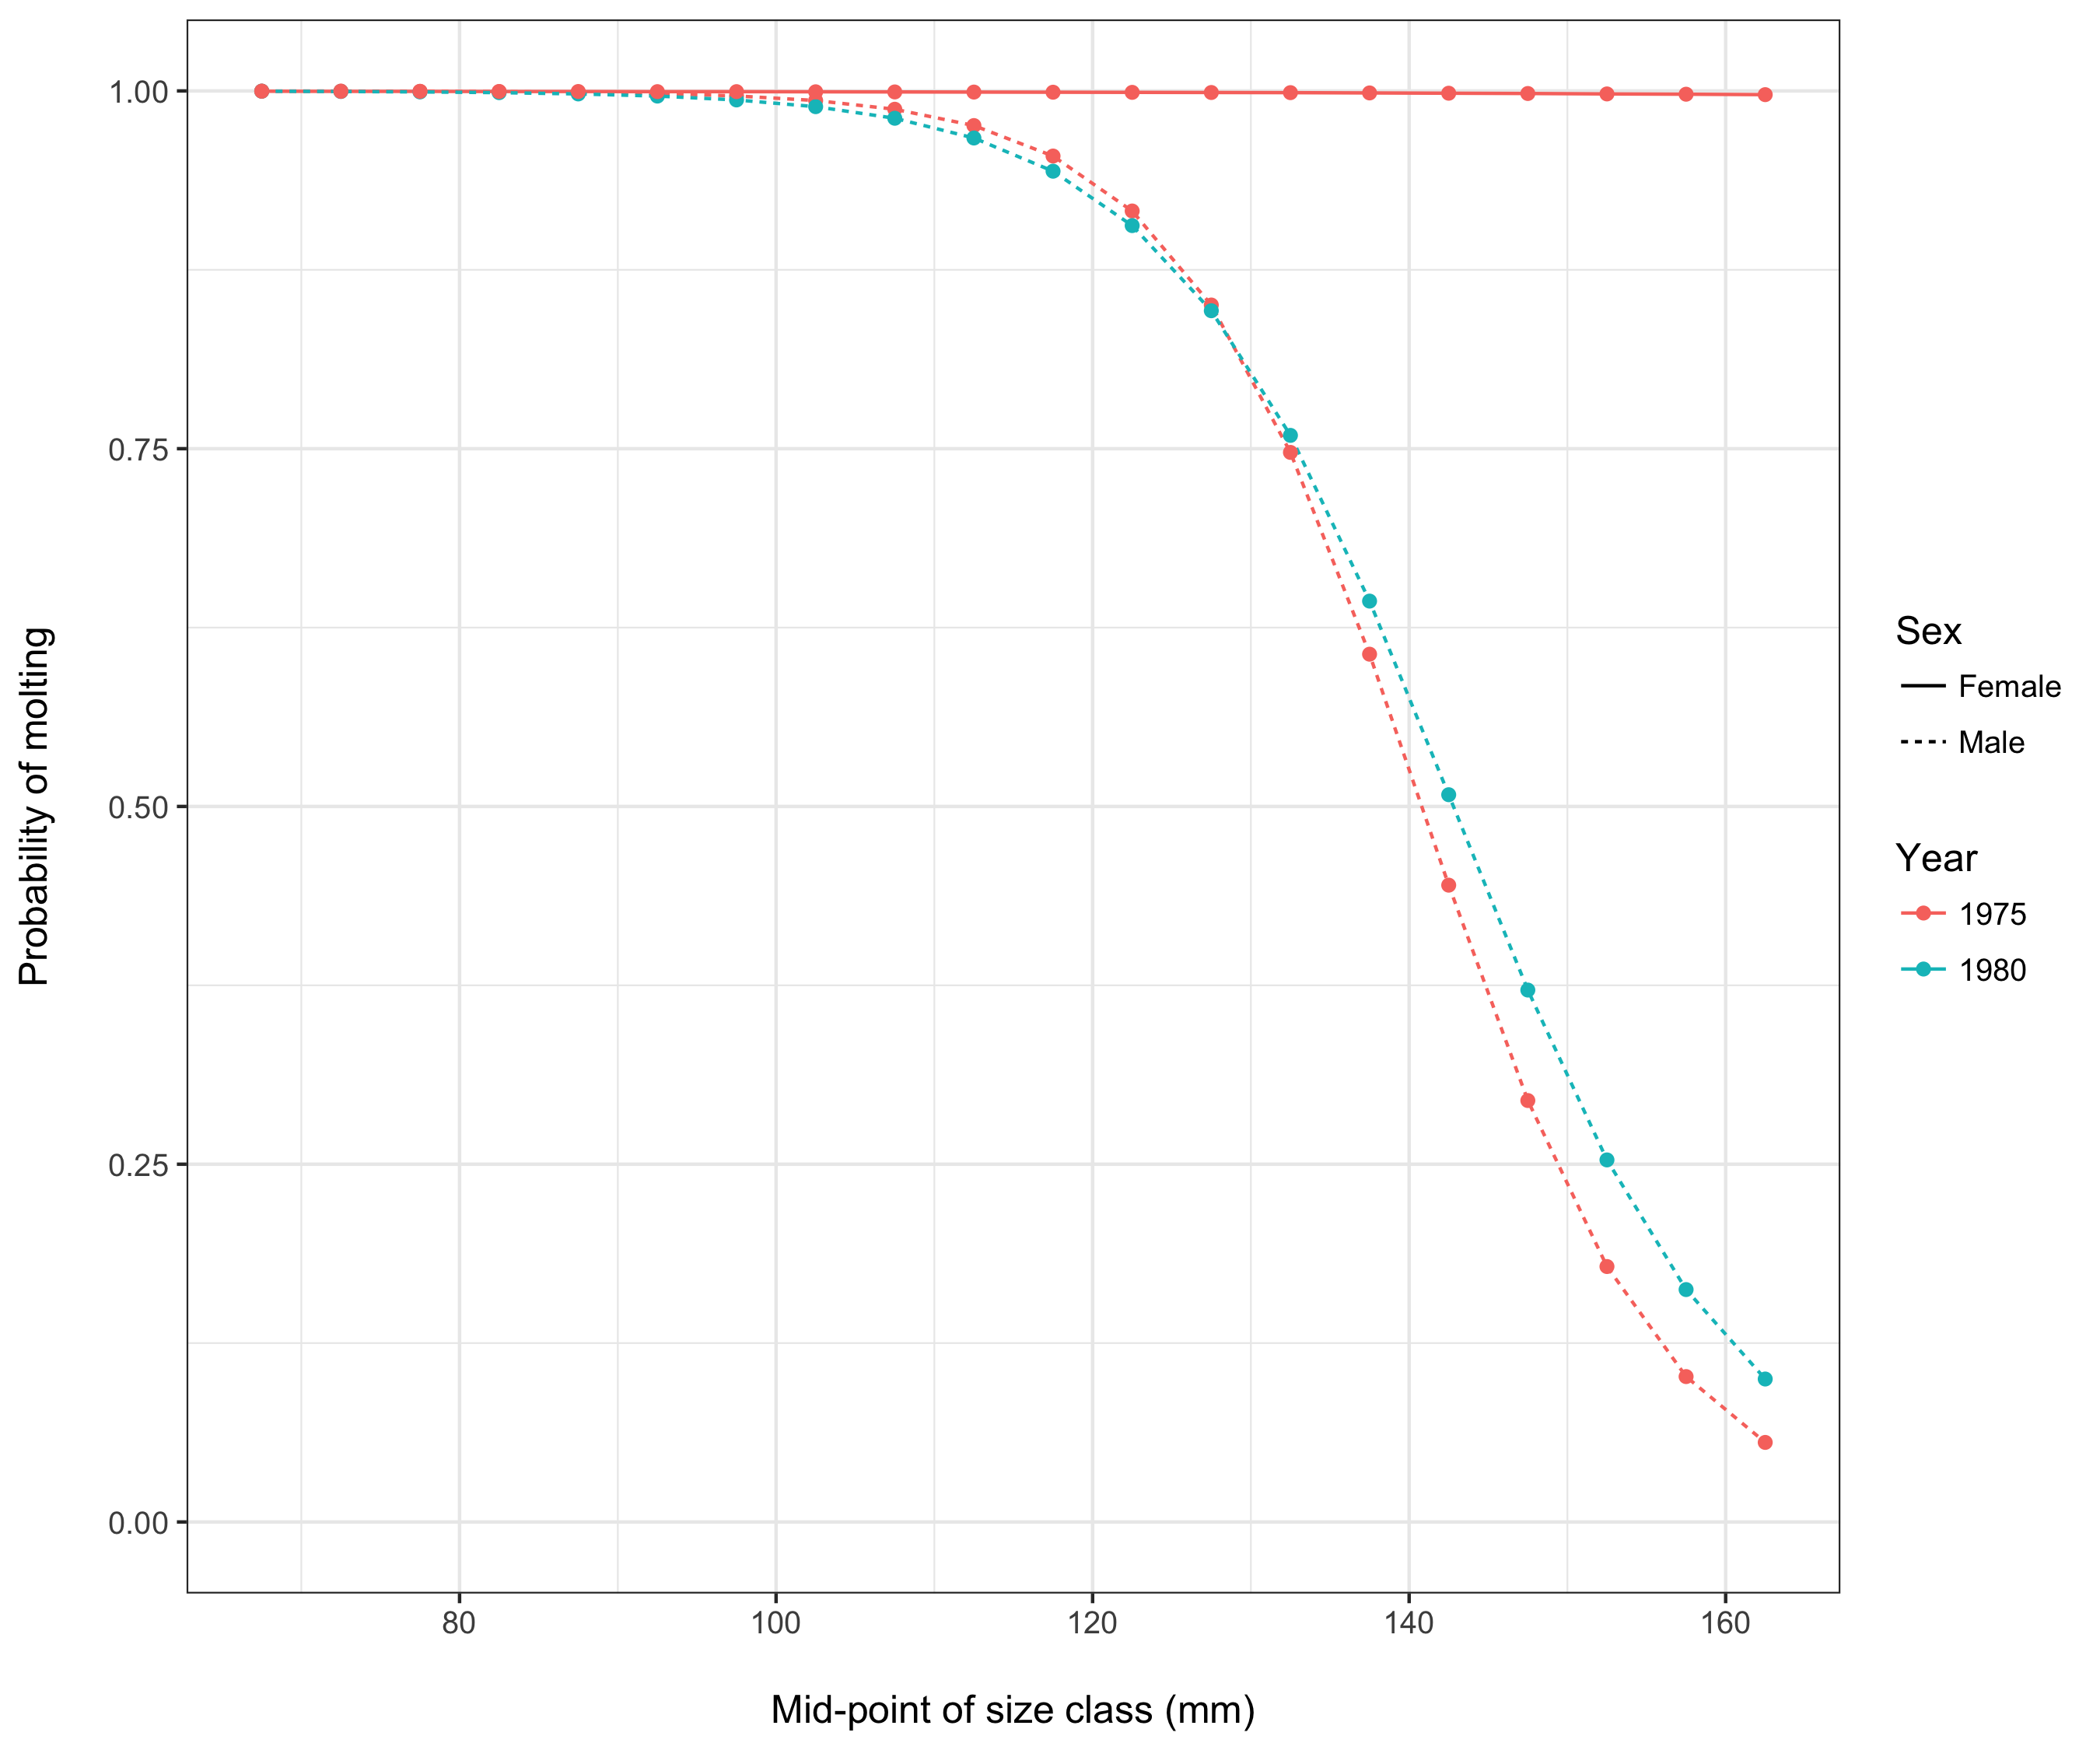 Probability of molting
1.00
0.75
0.50
0.25
0.00
80 100 120 140 160
Mid-point of size class (mm)
Sex
Female
Male
Year
1975
1980